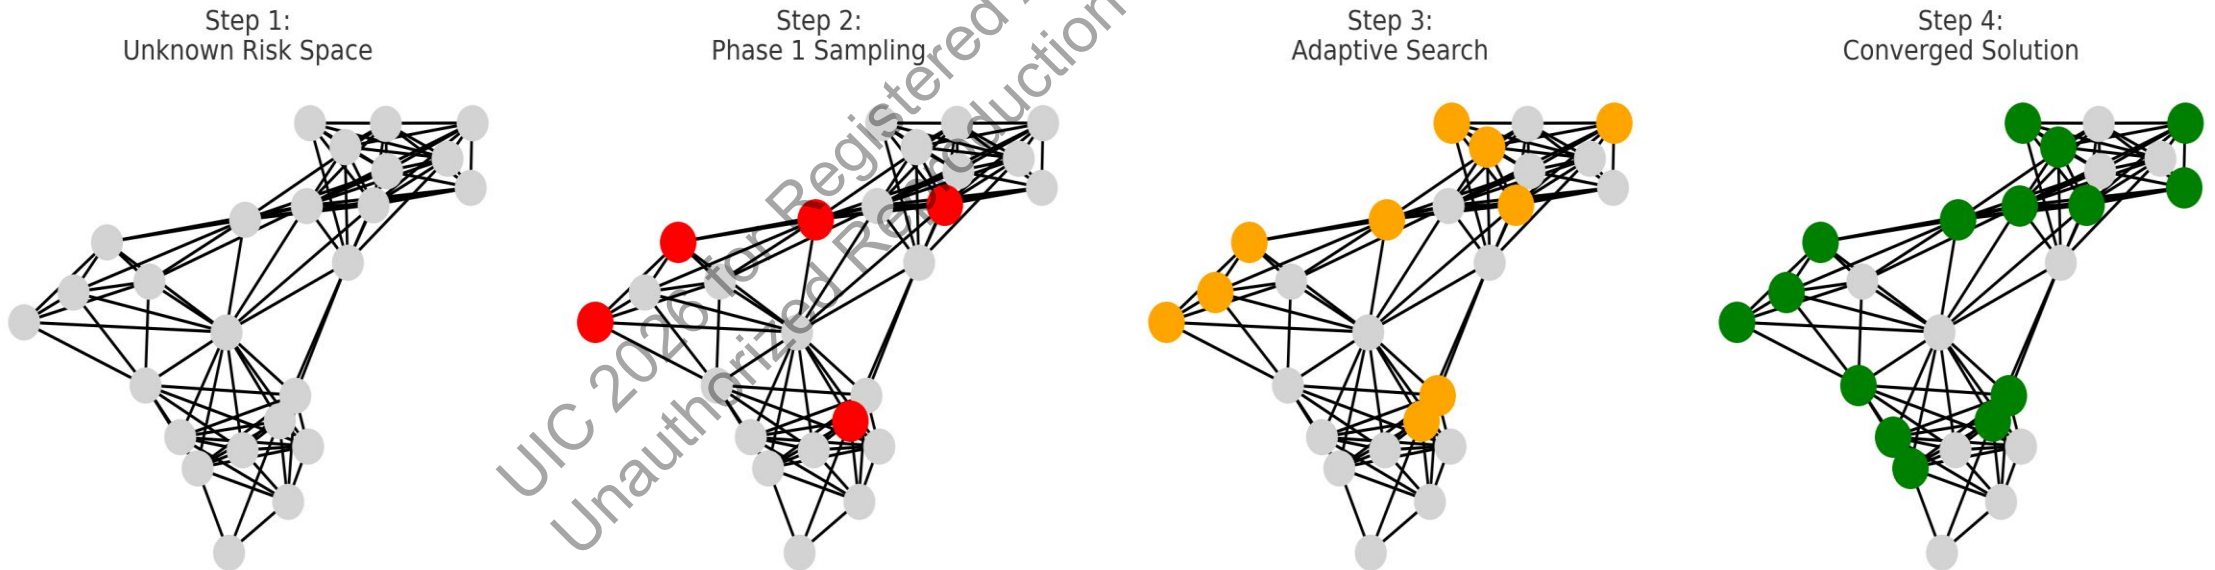 Step 1:
Unknown Risk Space
Step 2:
Phase 1 Sampling
Step 3:
Adaptive Search
Step 4:
Converged Solution
UIC 2026 for Registered
Unauthorized Reproduction